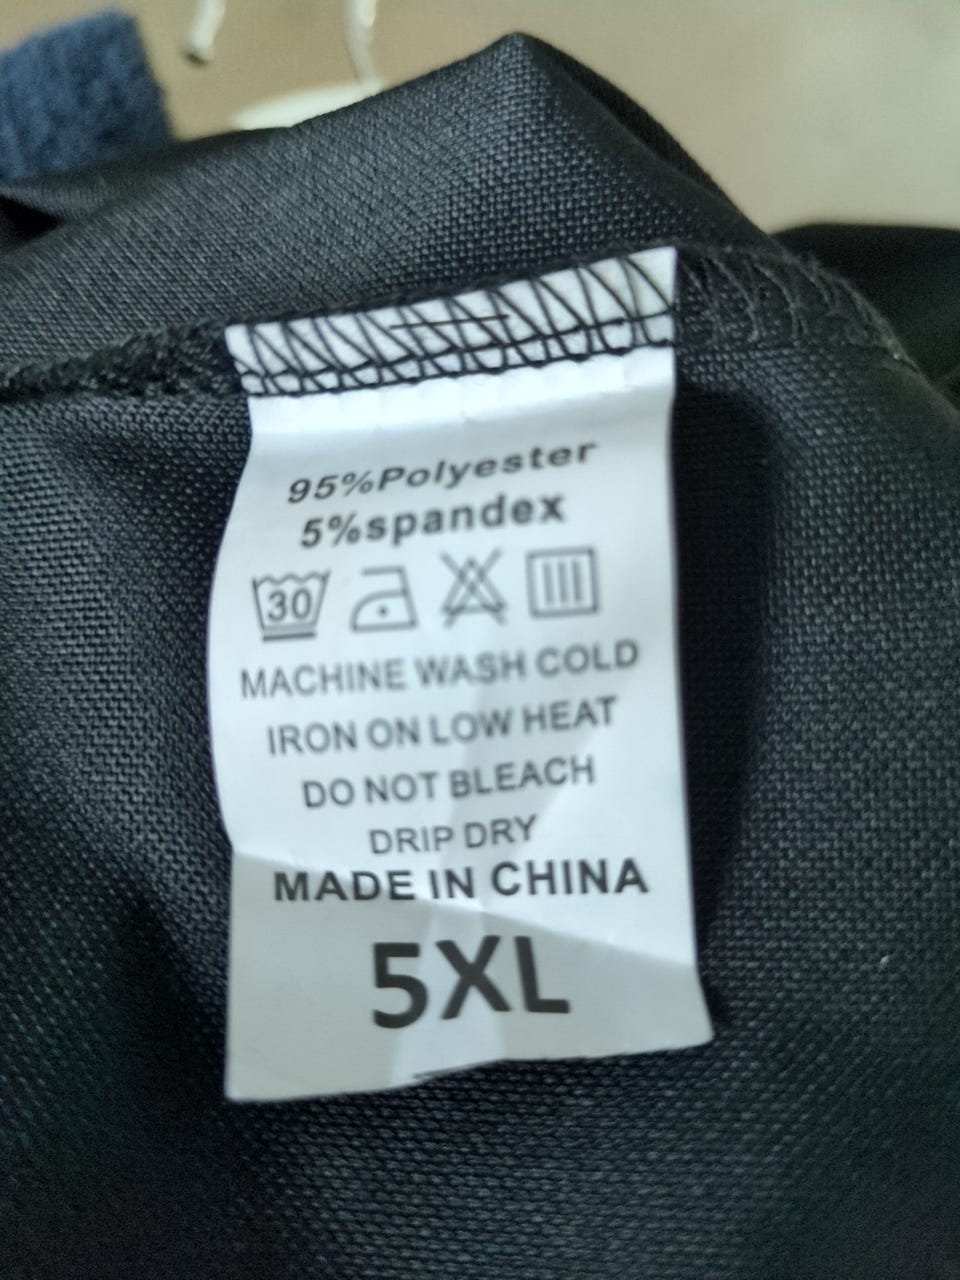 95%Polyester
5%spandex
30
MACHINE WASH COLD
IRON ON LOW HEAT
DO NOT BLEACH
DRIP DRY
MADE IN CHINA
5XL